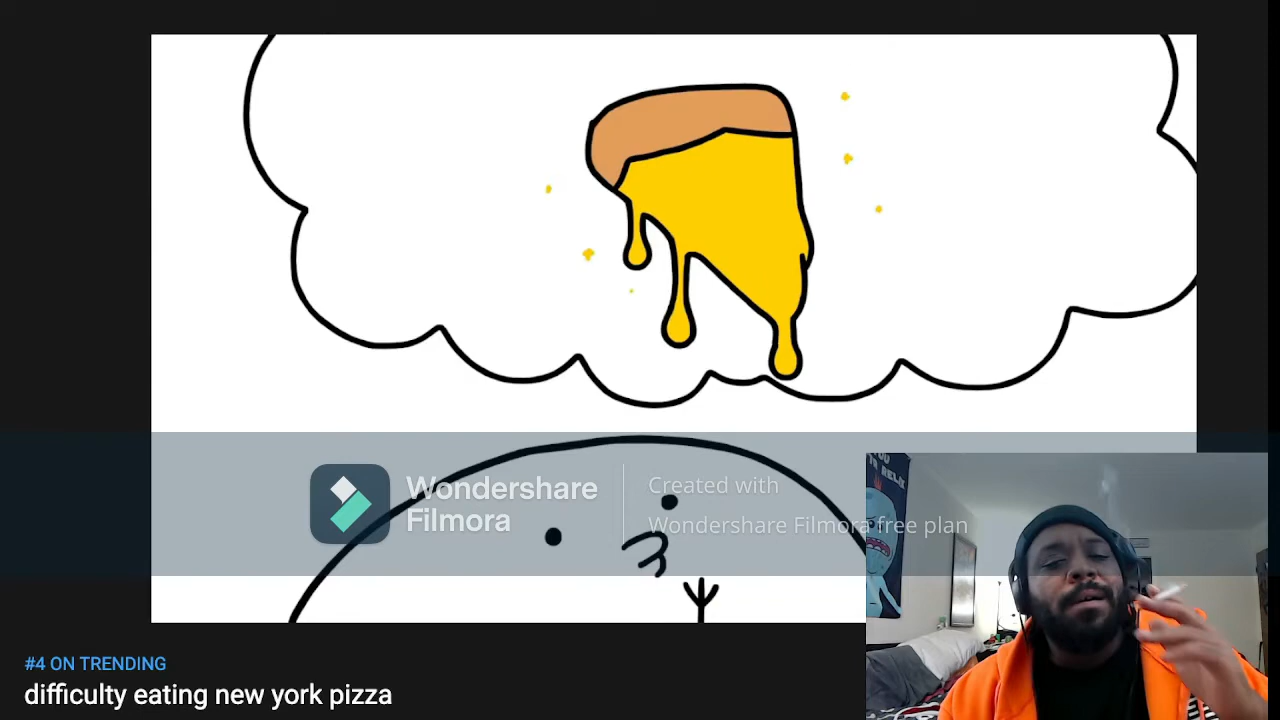 Wondershare
Filmora
Created with
Wondershare Filmora free plan
#4 ON TRENDING
difficulty eating new york pizza